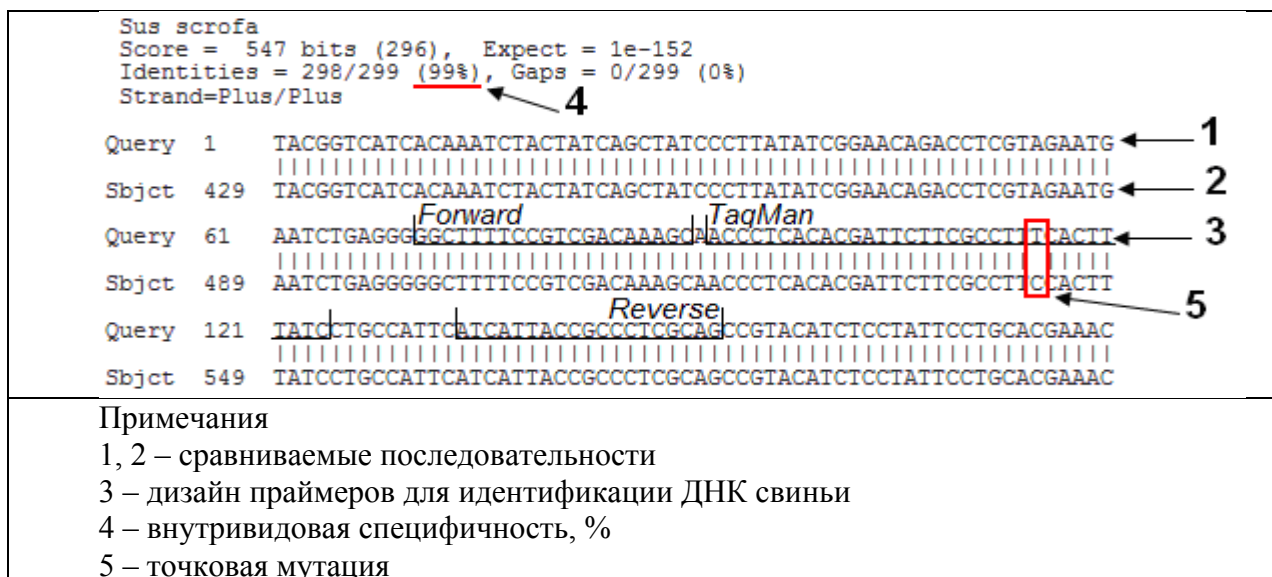 Sus scrofa
Score = 547 bits (296), Expect = 1e-152
Identities = 298/299 (99%), Gaps = 0/299 (0%)
Strand=Plus/Plus
4
Query 1 TACGGTCATCACAAATCTACTATCAGCTATCCCTTATATCGGAACAGACCTCGTAGAATG 1
Sbjct 429 TACGGTCATCACAAATCTACTATCAGCTATCCCTTATATCGGAACAGACCTCGTAGAATG 2
Forward TaqMan
Query 61 AATCTGAGGGGGCTTTTCCGTCGACAAAGCAACCCTCACACGATTCTTCGCCTTTCACTT 3
Sbjct 489 AATCTGAGGGGGCTTTTCCGTCGACAAAGCAACCCTCACACGATTCTTCGCCTTCCACTT
5
Reverse
Query 121 TATCCTGCCATTCATCATTACCGCCCTCGCAGCCGTACATCTCCTATTCCTGCACGAAAC
Sbjct 549 TATCCTGCCATTCATCATTACCGCCCTCGCAGCCGTACATCTCCTATTCCTGCACGAAAC
Примечания
1, 2 – сравниваемые последовательности
3 – дизайн праймеров для идентификации ДНК свиньи
4 – внутривидовая специфичность, %
5 – точковая мутация